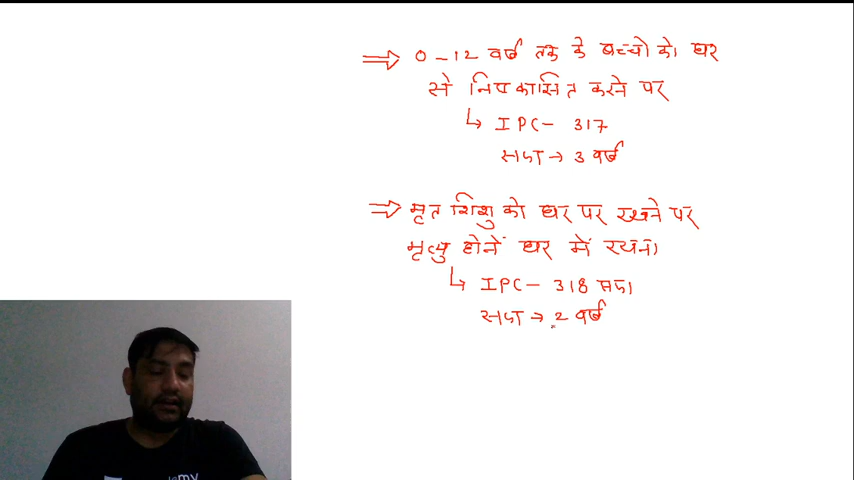 ⇒ 0-12 वर्ष तक के बच्चो को घर
से निष्कासित करने पर
↳ IPC- 317
सजा → 3 वर्ष
⇒ मृत शिशु को घर पर रखने पर
मृत्यु होनें घर में रखना
↳ IPC- 318 सजा
सजा → 2 वर्ष
my